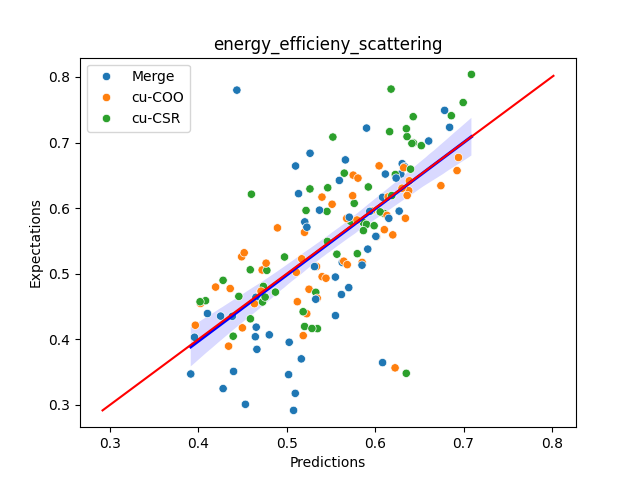 energy_efficieny_scattering
Merge
cu-COO
cu-CSR
Expectations
0.8
0.7
0.6
0.5
0.4
0.3
0.3 0.4 0.5 0.6 0.7 0.8
Predictions